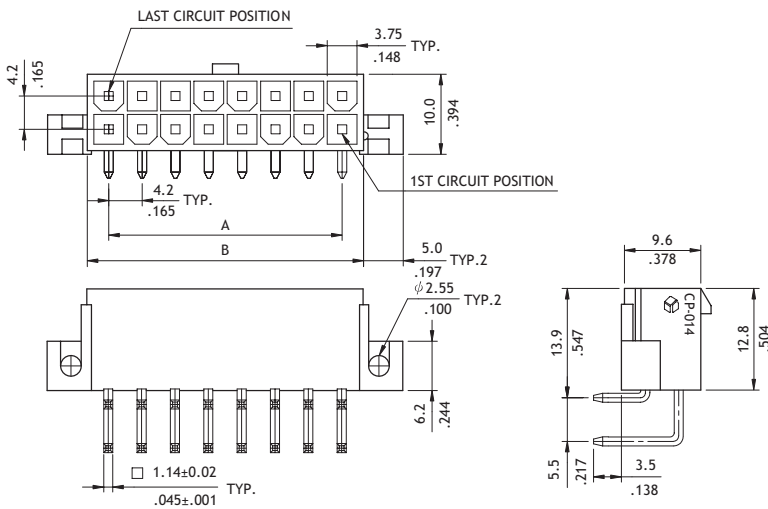 LAST CIRCUIT POSITION
3.75
.148
TYP.
4.2
.165
10.0
.394
1ST CIRCUIT POSITION
4.2
.165
TYP.
A
B
5.0
.197
TYP.2
ϕ2.55
.100
TYP.2
6.2
.244
□ 1.14±0.02
.045±.001
TYP.
9.6
.378
CP-014
13.9
.547
12.8
.504
5.5
.217
3.5
.138